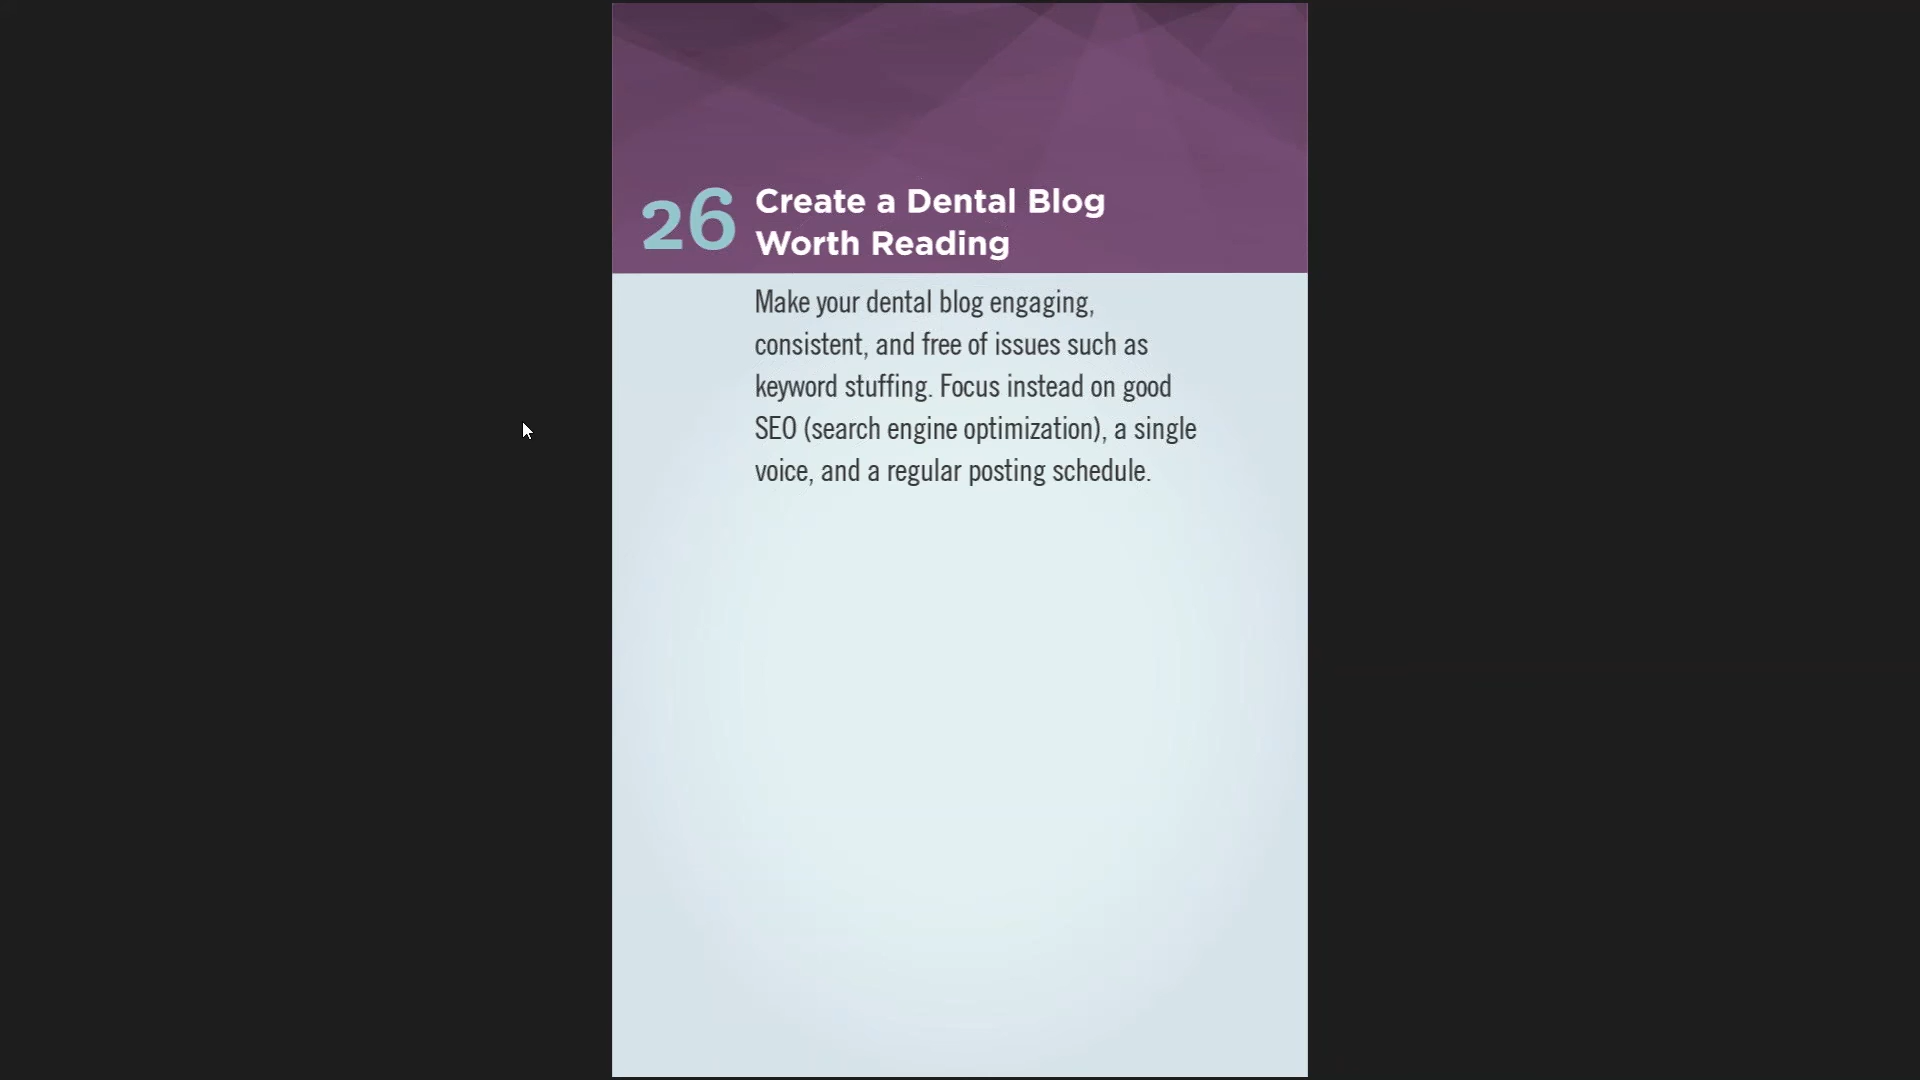 26
Create a Dental Blog
Worth Reading
Make your dental blog engaging,
consistent, and free of issues such as
keyword stuffing. Focus instead on good
SEO (search engine optimization), a single
voice, and a regular posting schedule.